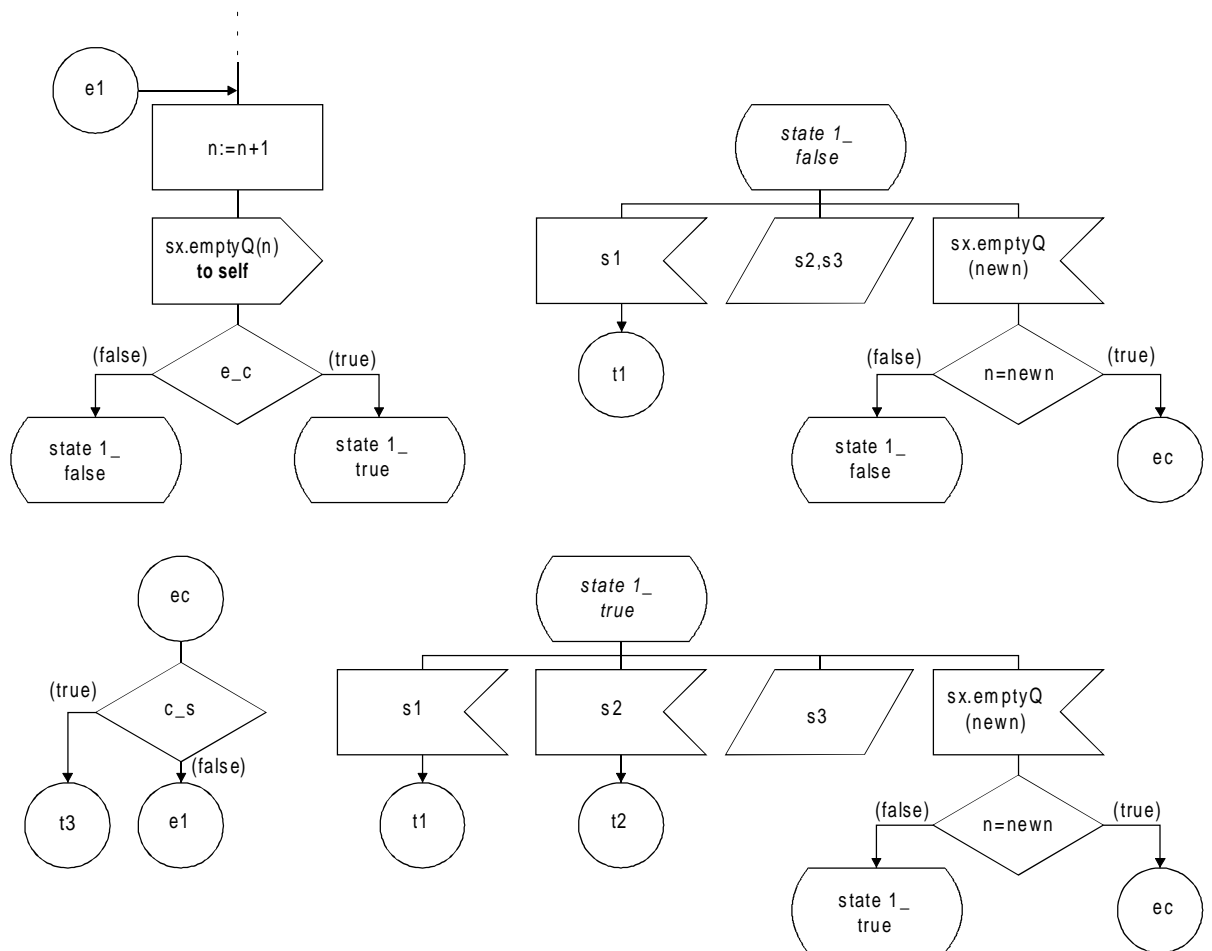 e1
n:=n+1
sx.emptyQ(n)
to self
(false)
e_c
(true)
state 1_
false
state 1_
true
state 1_
false
s1
s2,s3
sx.emptyQ
(newn)
t1
(false)
n=newn
(true)
state 1_
false
ec
ec
(true)
c_s
(false)
t3
e1
state 1_
true
s1
s2
s3
sx.emptyQ
(newn)
t1
t2
(false)
n=newn
(true)
state 1_
true
ec